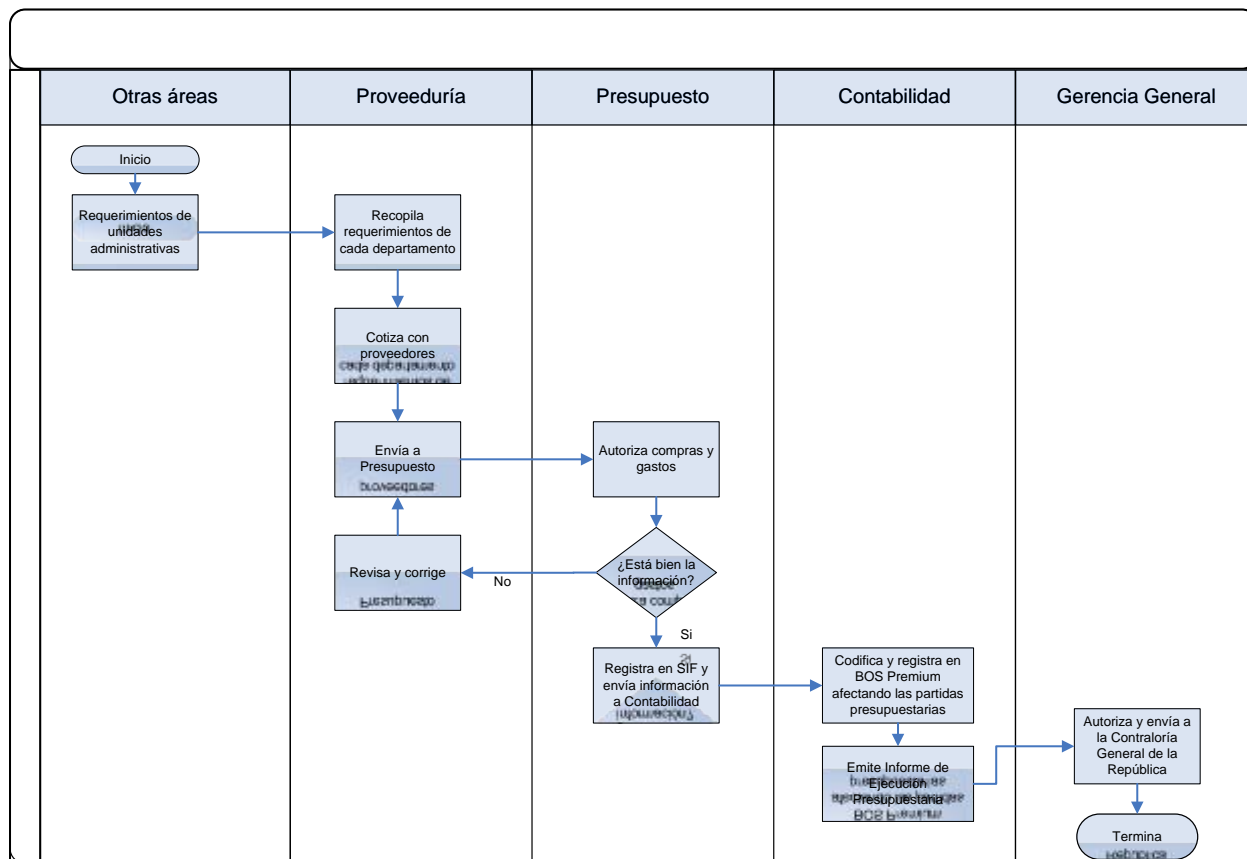 Otras áreas
Proveeduría
Presupuesto
Contabilidad
Gerencia General
Inicio
Requerimientos de
unidades
administrativas
Recopila
requerimientos de
cada departamento
Cotiza con
proveedores
Envía a
Presupuesto
Autoriza compras y
gastos
Revisa y corrige
No
¿Está bien la
información?
Si
Registra en SIF y
envía información
a Contabilidad
Codifica y registra en
BOS Premium
afectando las partidas
presupuestarias
Emite Informe de
Ejecución
Presupuestaria
Autoriza y envía a
la Contraloría
General de la
República
Termina